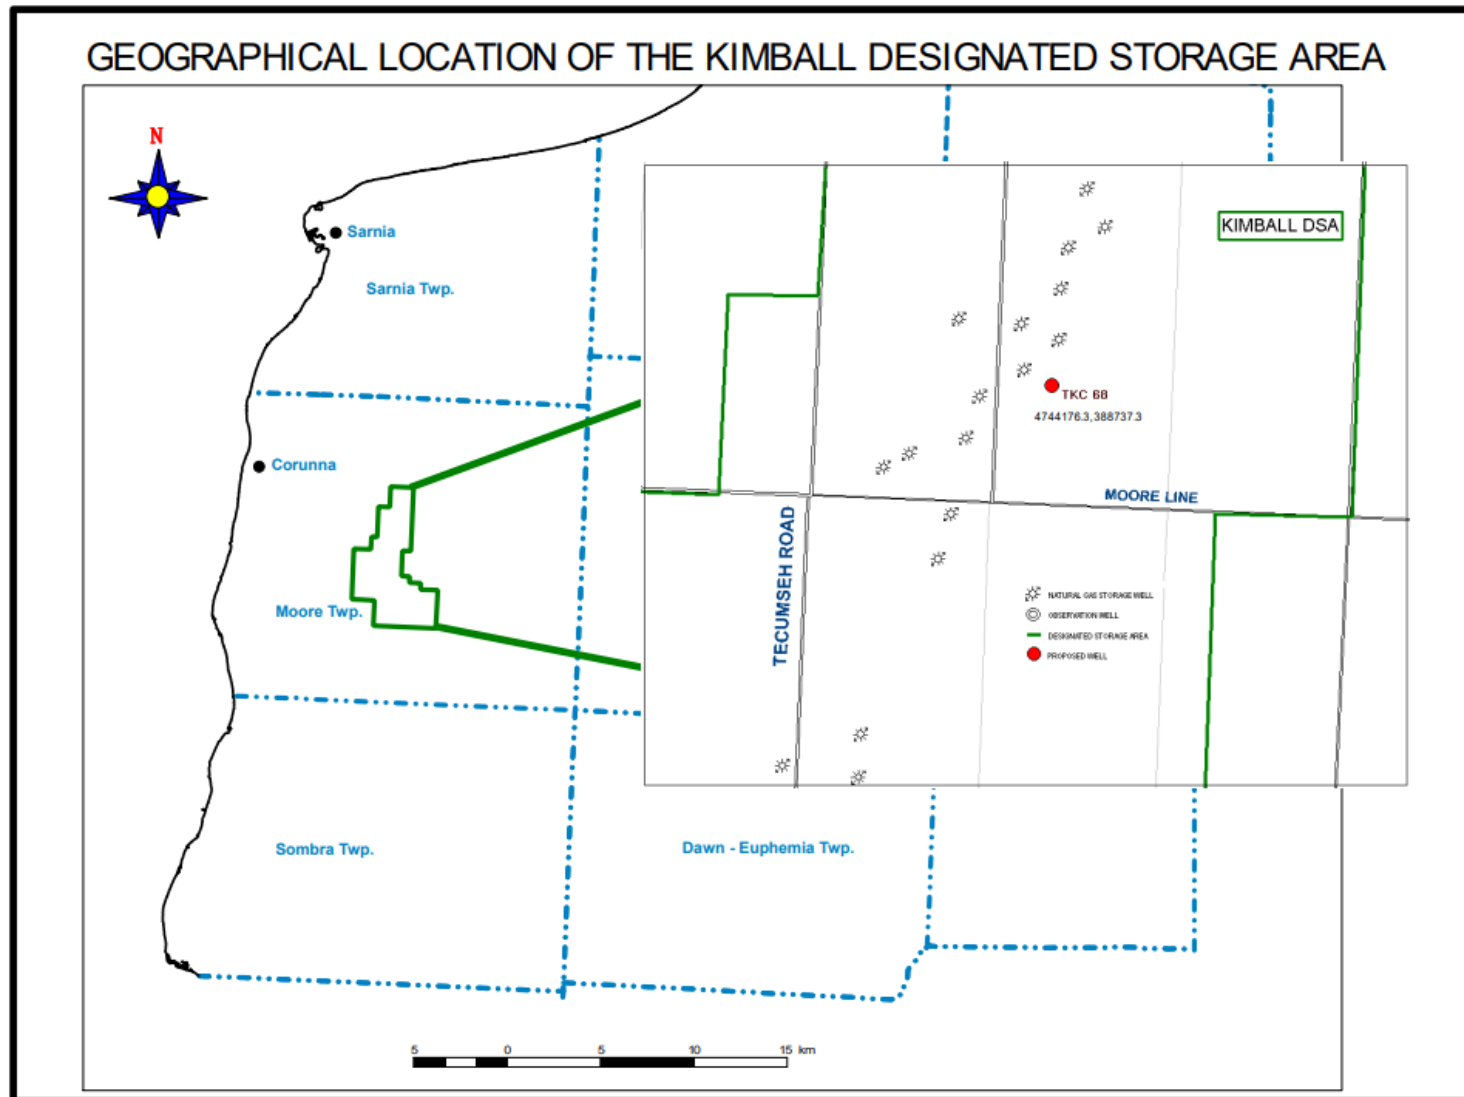 GEOGRAPHICAL LOCATION OF THE KIMBALL DESIGNATED STORAGE AREA
N
Sarnia
Sarnia Twp.
KIMBALL DSA
TKC 68
4744176.3,388737.3
Corunna
MOORE LINE
TECUMSEH ROAD
NATURAL GAS STORAGE WELL
OBSERVATION WELL
DESIGNATED STORAGE AREA
PROPOSED WELL
Moore Twp.
Sombra Twp.
Dawn - Euphemia Twp.
5 0 5 10 15 km